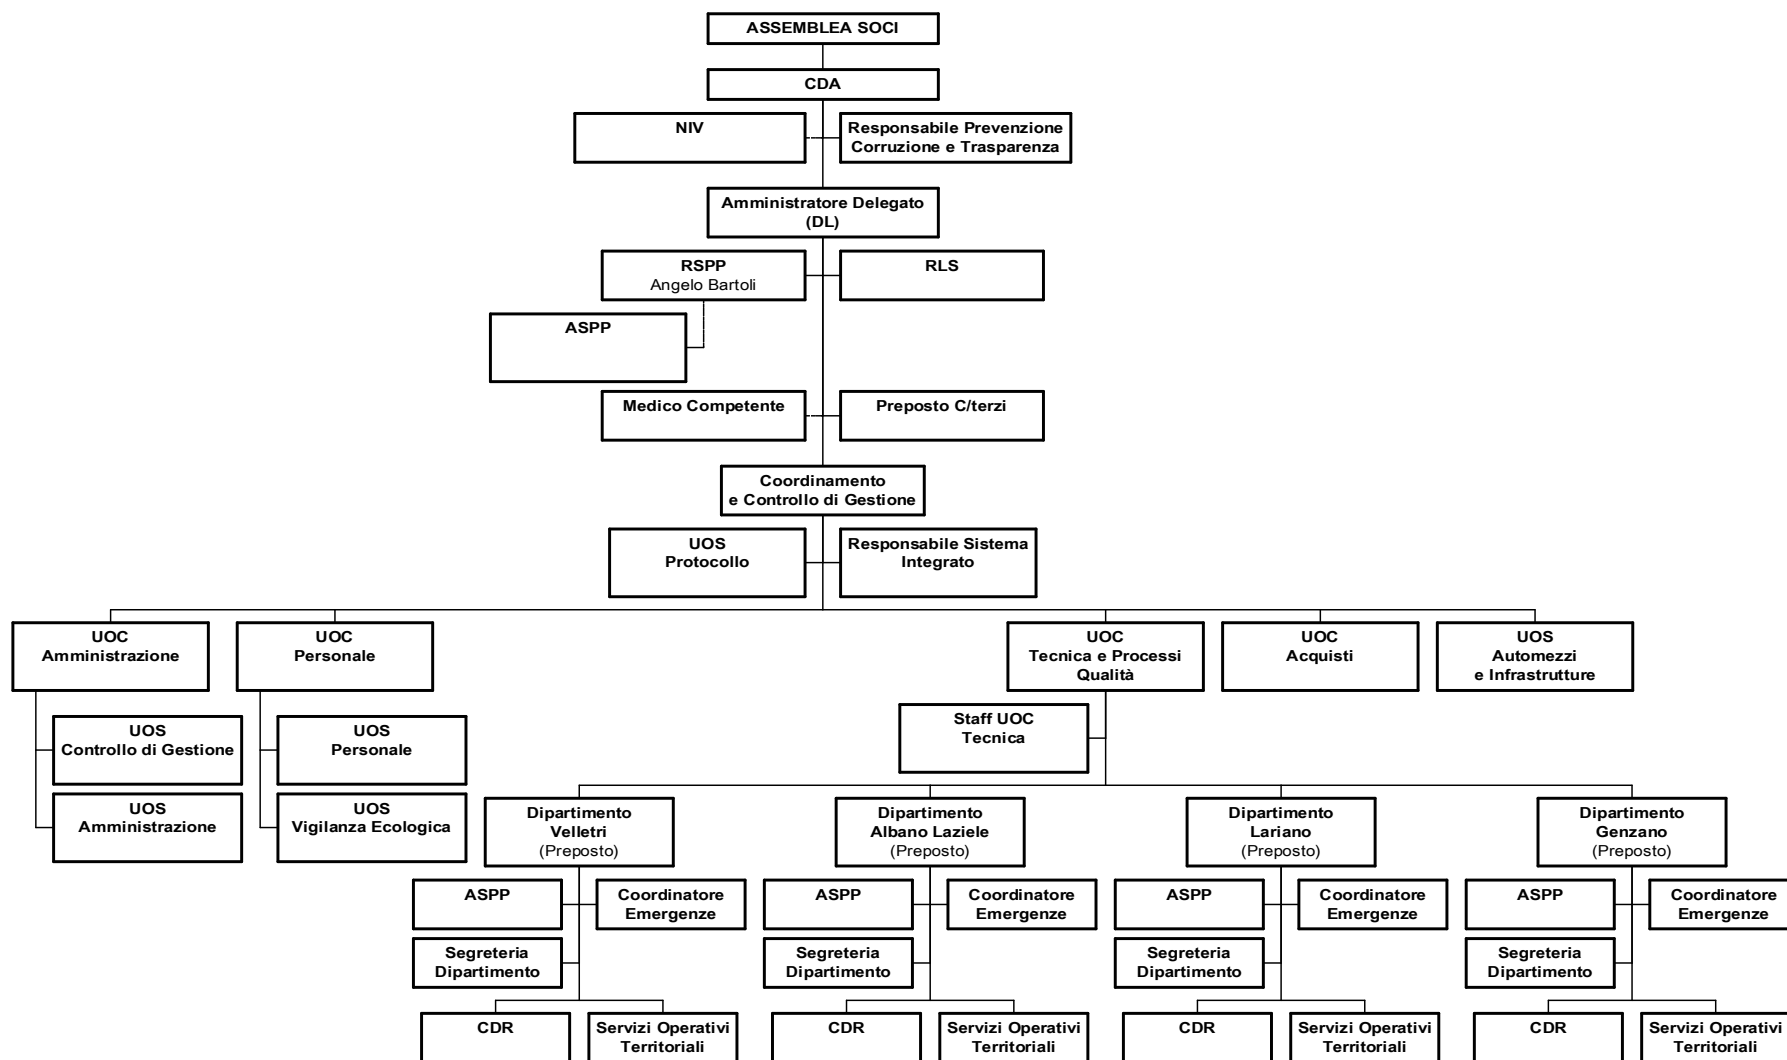 ASSEMBLEA SOCI
CDA
NIV
Responsabile Prevenzione
Corruzione e Trasparenza
Amministratore Delegato
(DL)
RSPP
Angelo Bartoli
RLS
ASPP
Medico Competente
Preposto C/terzi
Coordinamento
e Controllo di Gestione
UOS
Protocollo
Responsabile Sistema
Integrato
UOC
Amministrazione
UOC
Personale
UOC
Tecnica e Processi
Qualità
UOC
Acquisti
UOS
Automezzi
e Infrastrutture
UOS
Controllo di Gestione
UOS
Personale
Staff UOC
Tecnica
UOS
Amministrazione
UOS
Vigilanza Ecologica
Dipartimento
Velletri
(Preposto)
Dipartimento
Albano Laziele
(Preposto)
Dipartimento
Lariano
(Preposto)
Dipartimento
Genzano
(Preposto)
ASPP
Coordinatore
Emergenze
ASPP
Coordinatore
Emergenze
ASPP
Coordinatore
Emergenze
ASPP
Coordinatore
Emergenze
Segreteria
Dipartimento
Segreteria
Dipartimento
Segreteria
Dipartimento
Segreteria
Dipartimento
CDR
Servizi Operativi
Territoriali
CDR
Servizi Operativi
Territoriali
CDR
Servizi Operativi
Territoriali
CDR
Servizi Operativi
Territoriali